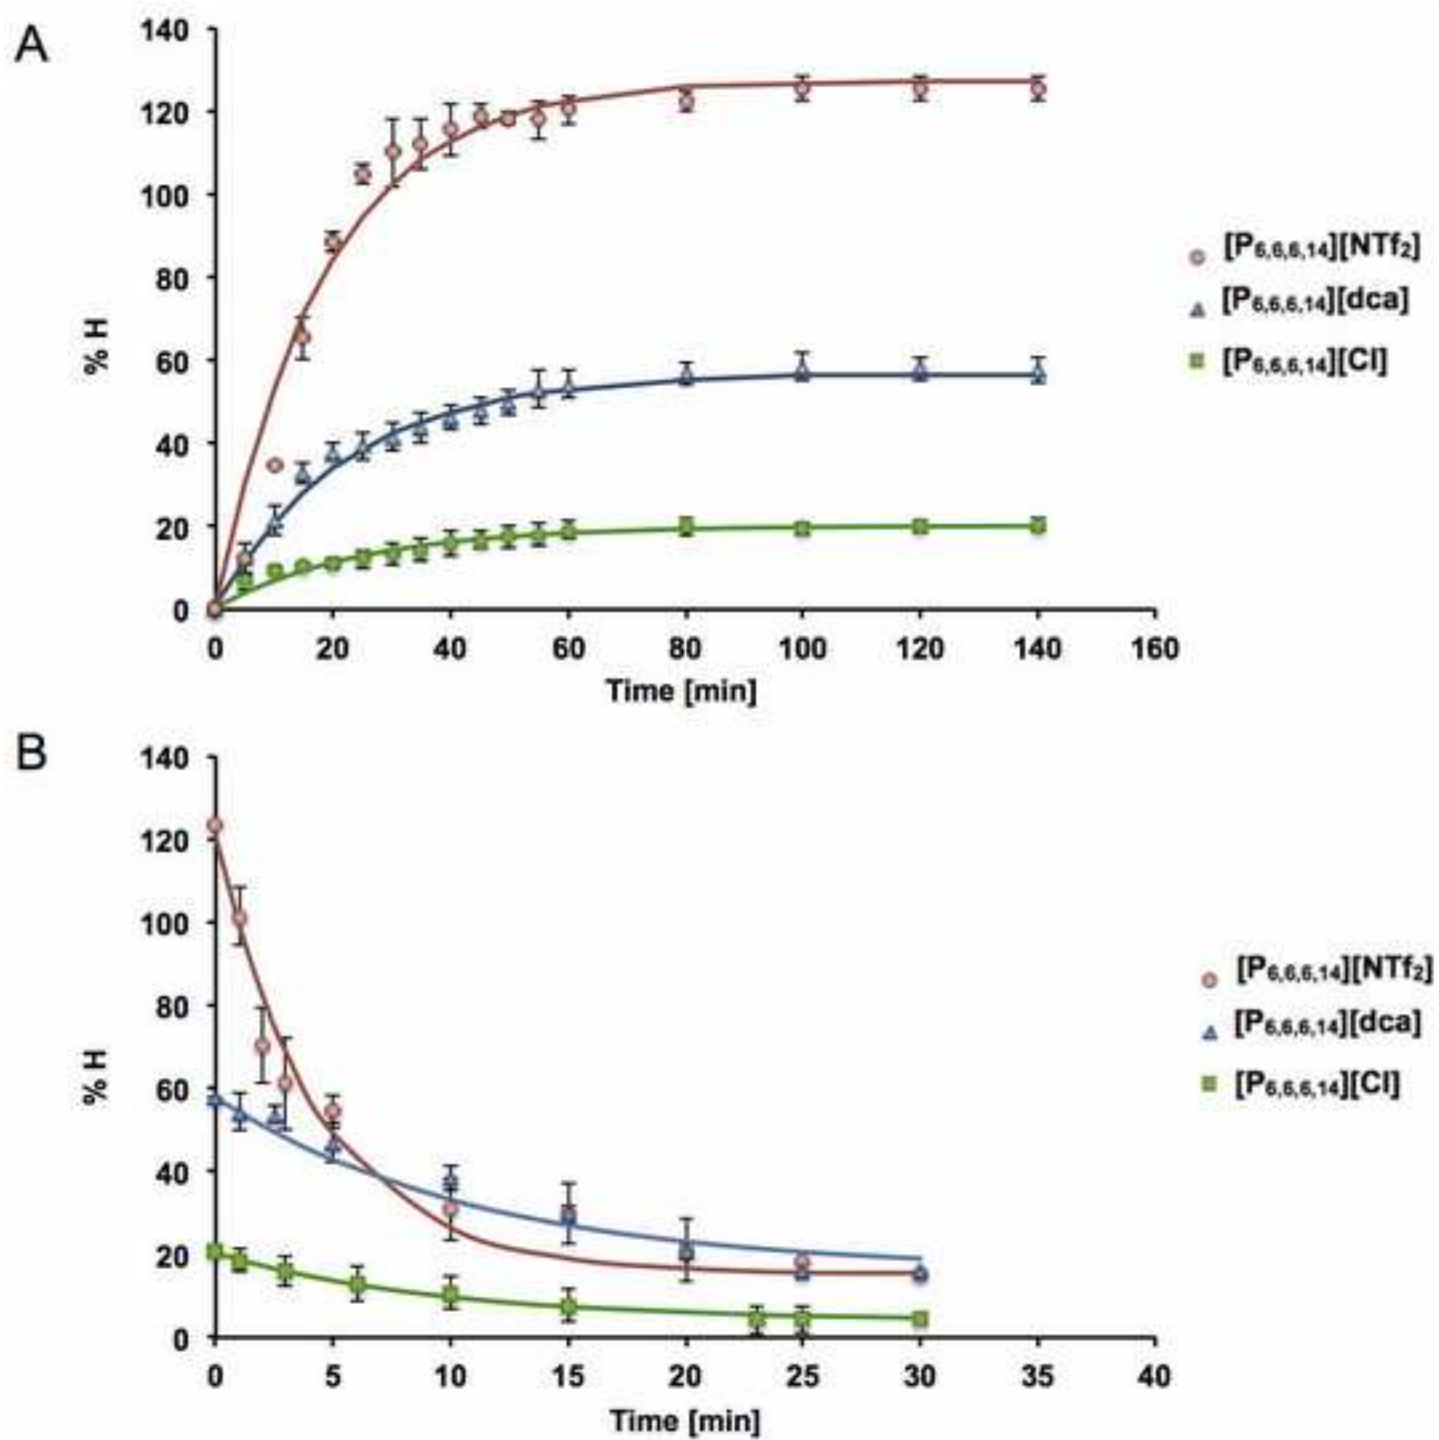 A
140
120
100
80
60
40
20
0
% H
0 20 40 60 80 100 120 140 160
Time [min]
[P6,6,6,14][NTf2]
[P6,6,6,14][dca]
[P6,6,6,14][Cl]
B
140
120
100
80
60
40
20
0
% H
0 5 10 15 20 25 30 35 40
Time [min]
[P6,6,6,14][NTf2]
[P6,6,6,14][dca]
[P6,6,6,14][Cl]